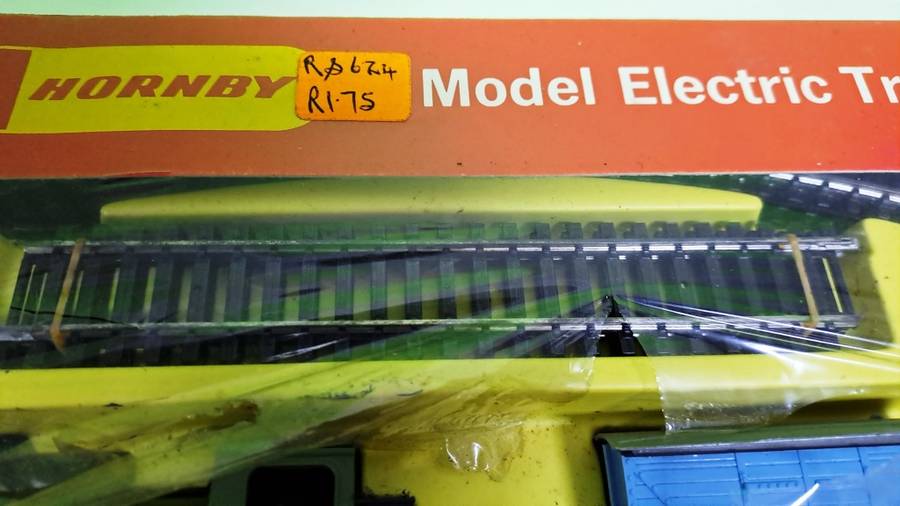 HORNBY
R&624
R1·75
Model Electric Tr